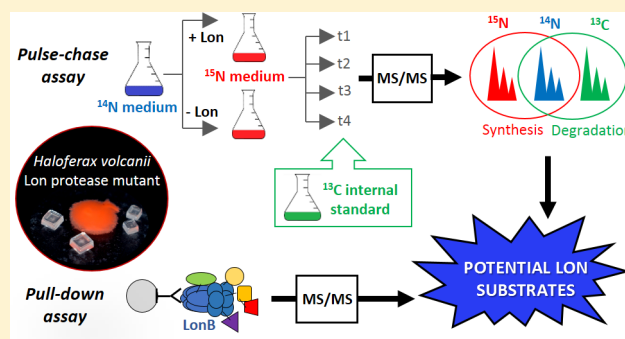 Pulse-chase
assay
+ Lon
- Lon
14N medium
15N medium
t1
t2
t3
t4
MS/MS
15N
14N
13C
Synthesis
Degradation
13C internal
standard
Haloferax volcanii
Lon protease mutant
Pull-down
assay
LonB
MS/MS
POTENTIAL LON
SUBSTRATES